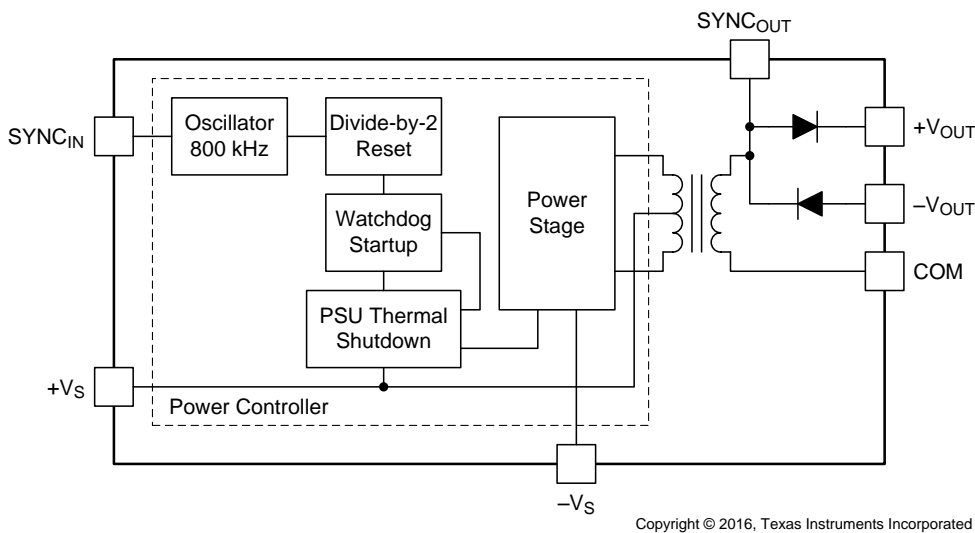 SYNCOUT
SYNCIN
Oscillator
800 kHz
Divide-by-2
Reset
Watchdog
Startup
PSU Thermal
Shutdown
Power
Stage
+VOUT
–VOUT
COM
+VS
Power Controller
–VS
Copyright © 2016, Texas Instruments Incorporated